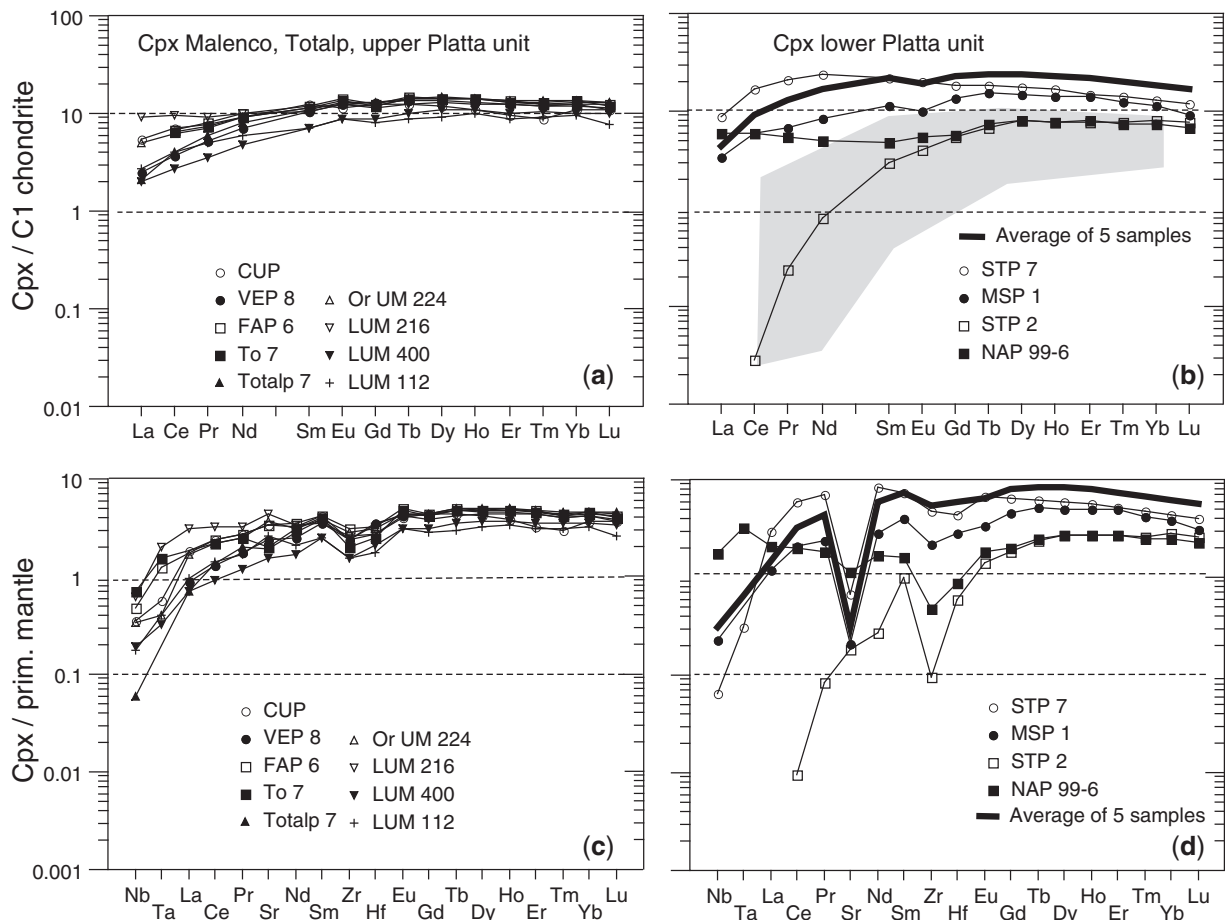 Cpx / C1 chondrite
100
10
1
0.1
0.01
Cpx Malenco, Totalp, upper Platta unit
CUP
VEP 8
FAP 6
To 7
Totalp 7
Or UM 224
LUM 216
LUM 400
LUM 112
(a)
La Ce Pr Nd Sm Eu Gd Tb Dy Ho Er Tm Yb Lu
Cpx lower Platta unit
Average of 5 samples
STP 7
MSP 1
STP 2
NAP 99-6
(b)
La Ce Pr Nd Sm Eu Gd Tb Dy Ho Er Tm Yb Lu
Cpx / prim. mantle
10
1
0.1
0.01
0.001
CUP
VEP 8
FAP 6
To 7
Totalp 7
Or UM 224
LUM 216
LUM 400
LUM 112
(c)
Nb La Pr Nd Zr Eu Tb Ho Tm Lu
Ta Ce Sr Sm Hf Gd Dy Er Yb
STP 7
MSP 1
STP 2
NAP 99-6
Average of 5 samples
(d)
Nb La Pr Nd Zr Eu Tb Ho Tm Lu
Ta Ce Sr Sm Hf Gd Dy Er Yb